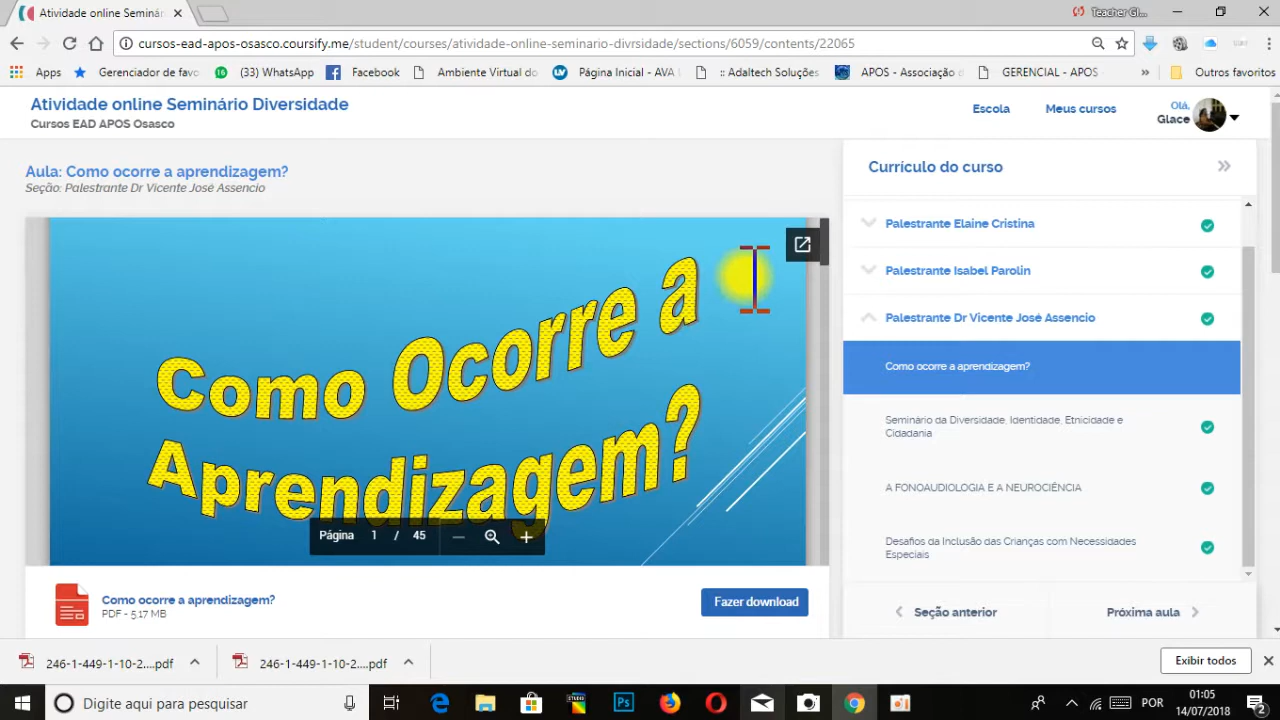 Atividade online Seminár
Teacher Gl...
cursos-ead-apos-osasco.coursify.me/student/courses/atividade-online-seminario-divrsidade/sections/6059/contents/22065
Apps
Gerenciador de favo
16
(33) WhatsApp
Facebook
Ambiente Virtual do
LV
Página Inicial - AVA
:: Adaltech Soluções
APOS - Associação d
GERENCIAL - APOS
»
Outros favoritos
Atividade online Seminário Diversidade
Cursos EAD APOS Osasco
Escola
Meus cursos
Olá,
Glace
Aula: Como ocorre a aprendizagem?
Seção: Palestrante Dr Vicente José Assencio
Como Ocorre a
Aprendizagem?
Página 1 / 45
Como ocorre a aprendizagem?
PDF - 5.17 MB
Fazer download
Currículo do curso
Palestrante Elaine Cristina
Palestrante Isabel Parolin
Palestrante Dr Vicente José Assencio
Como ocorre a aprendizagem?
Seminário da Diversidade: Identidade, Etnicidade e
Cidadania
A FONOAUDIOLOGIA E A NEUROCIÊNCIA
Desafios da Inclusão das Crianças com Necessidades
Especiais
Seção anterior
Próxima aula
246-1-449-1-10-2....pdf
246-1-449-1-10-2....pdf
Exibir todos
Digite aqui para pesquisar
Ps
POR
01:05
14/07/2018
2